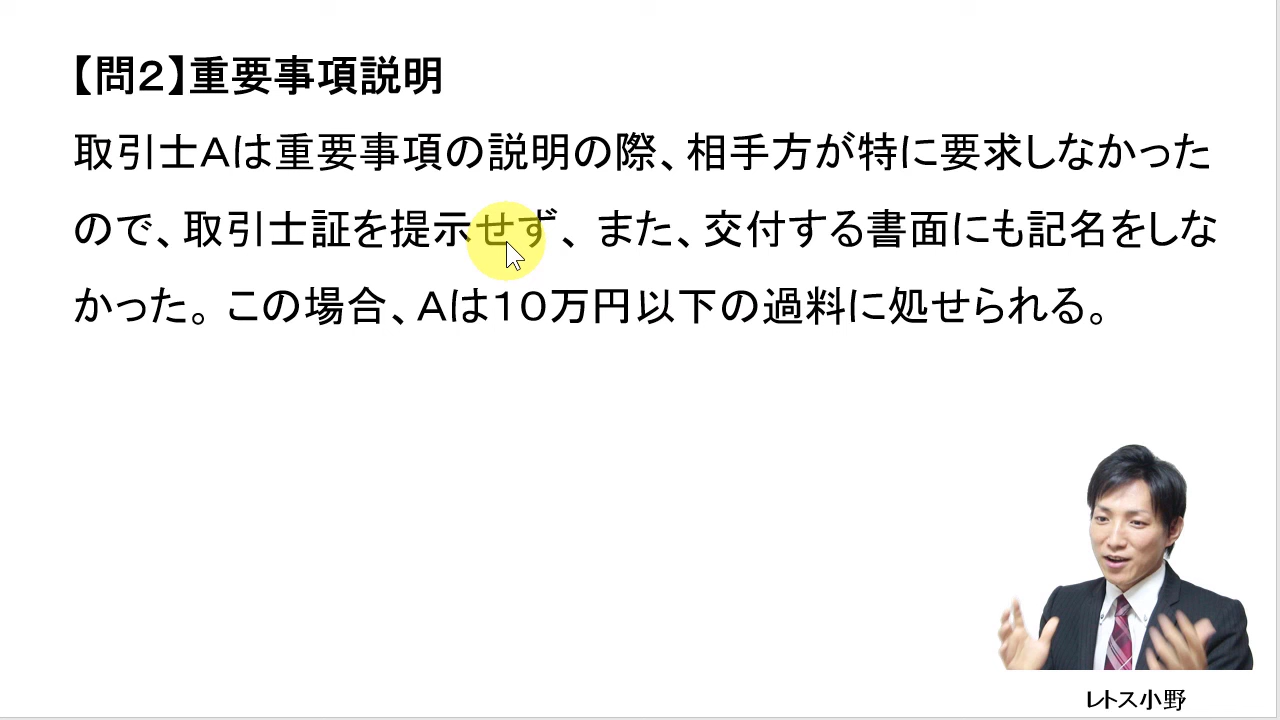 【問２】重要事項説明
取引士Ａは重要事項の説明の際、相手方が特に要求しなかった
ので、取引士証を提示せず、また、交付する書面にも記名をしな
かった。この場合、Ａは１０万円以下の過料に処せられる。
レトス小野